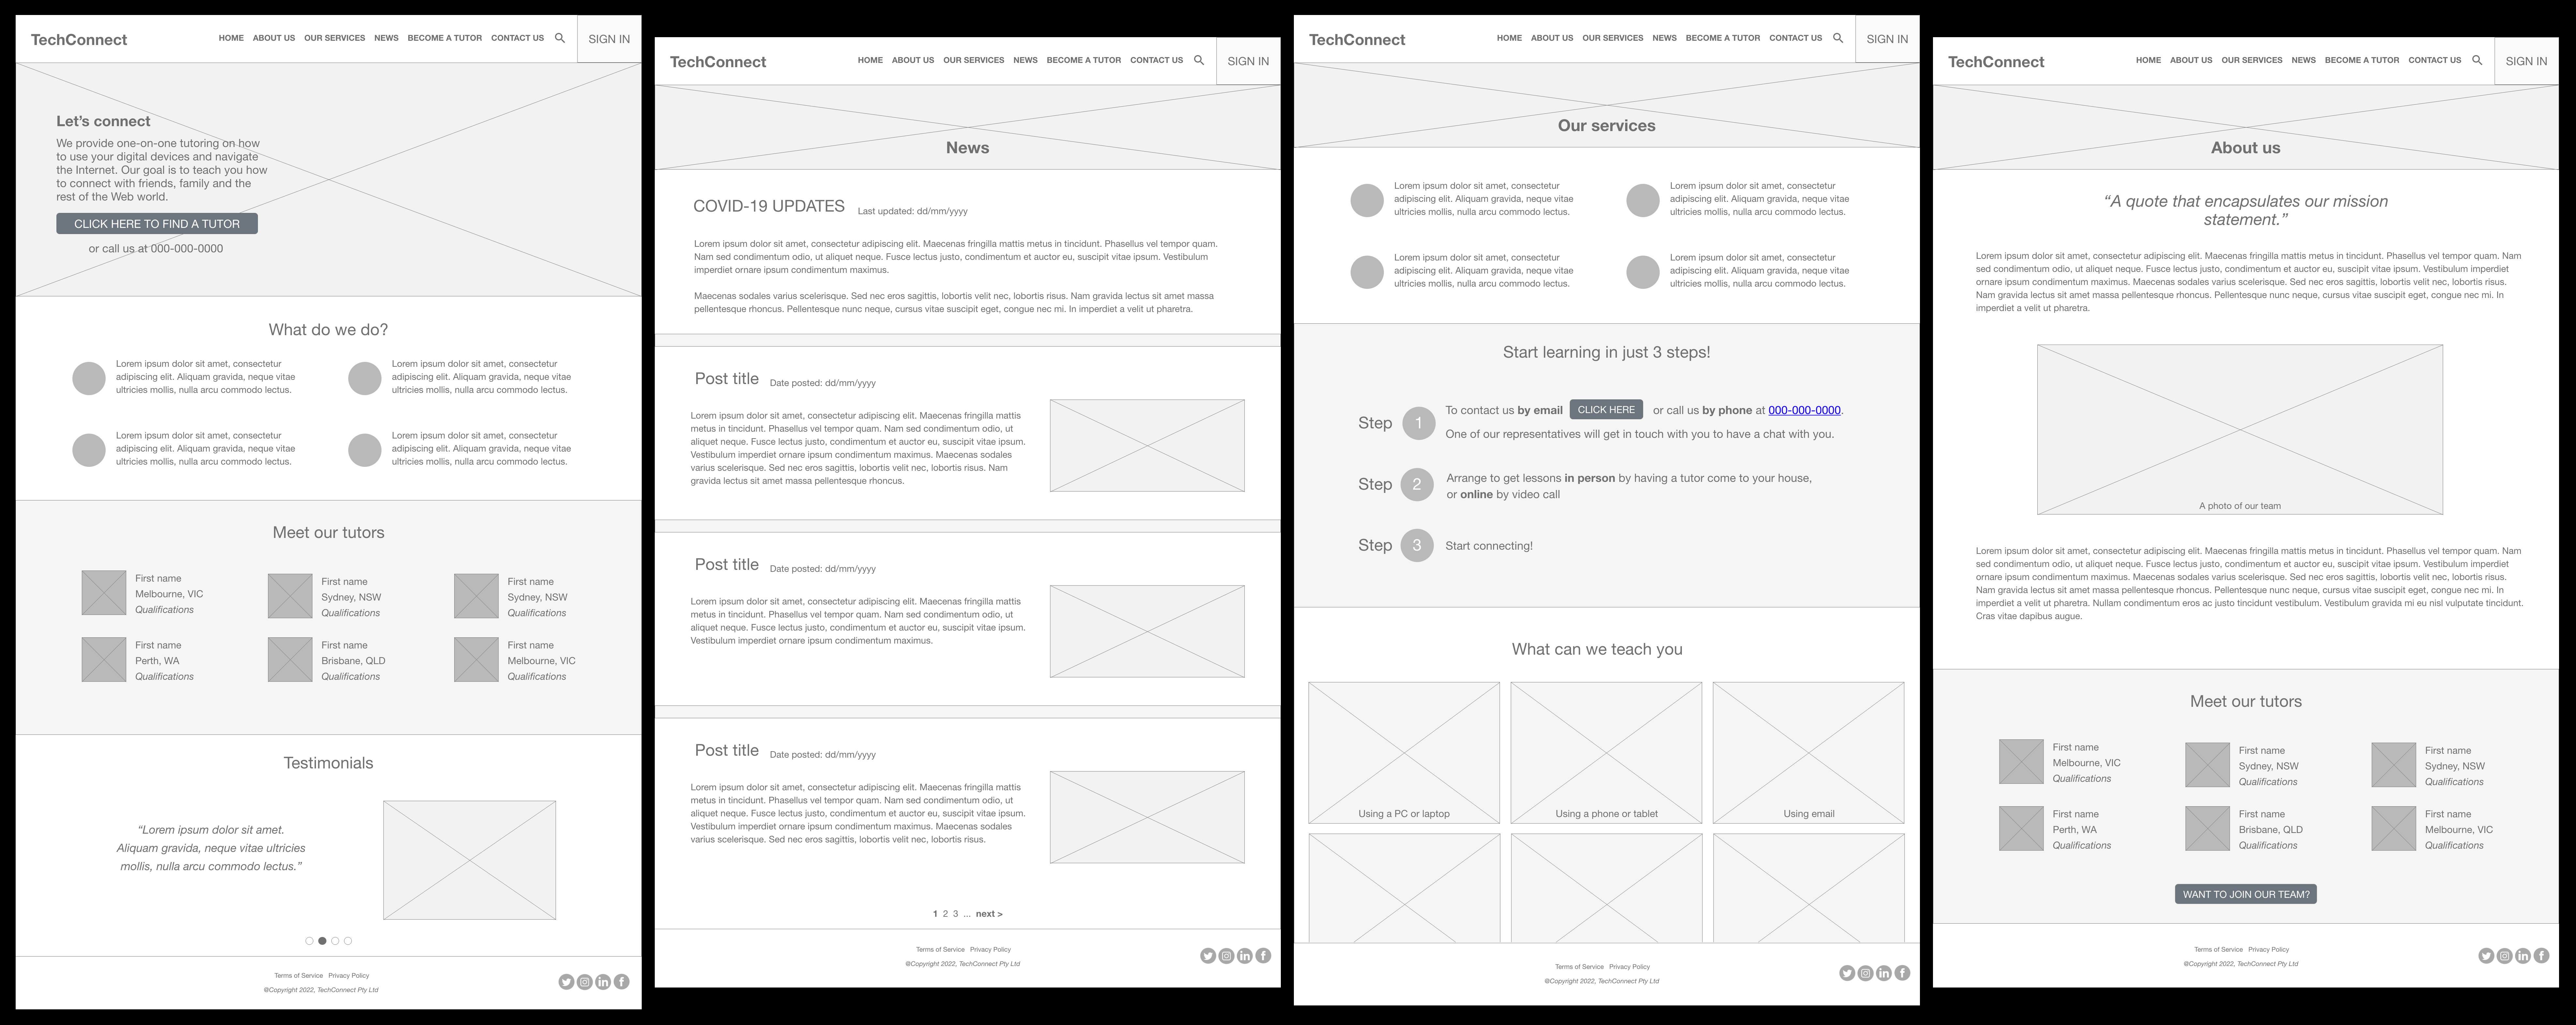 TechConnect
HOME ABOUT US OUR SERVICES NEWS BECOME A TUTOR CONTACT US
SIGN IN
Let's connect
We provide one-on-one tutoring on how
to use your digital devices and navigate
the Internet. Our goal is to teach you how
to connect with friends, family and the
rest of the Web world.
CLICK HERE TO FIND A TUTOR
or call us at 000-000-0000
What do we do?
Lorem ipsum dolor sit amet, consectetur
adipiscing elit. Aliquam gravida, neque vitae
ultricies mollis, nulla arcu commodo lectus.
Lorem ipsum dolor sit amet, consectetur
adipiscing elit. Aliquam gravida, neque vitae
ultricies mollis, nulla arcu commodo lectus.
Lorem ipsum dolor sit amet, consectetur
adipiscing elit. Aliquam gravida, neque vitae
ultricies mollis, nulla arcu commodo lectus.
Lorem ipsum dolor sit amet, consectetur
adipiscing elit. Aliquam gravida, neque vitae
ultricies mollis, nulla arcu commodo lectus.
Meet our tutors
First name
Melbourne, VIC
Qualifications
First name
Sydney, NSW
Qualifications
First name
Sydney, NSW
Qualifications
First name
Perth, WA
Qualifications
First name
Brisbane, QLD
Qualifications
First name
Melbourne, VIC
Qualifications
Testimonials
“Lorem ipsum dolor sit amet.
Aliquam gravida, neque vitae ultricies
mollis, nulla arcu commodo lectus.”
Terms of Service Privacy Policy
@Copyright 2022, TechConnect Pty Ltd
TechConnect
HOME ABOUT US OUR SERVICES NEWS BECOME A TUTOR CONTACT US
SIGN IN
News
COVID-19 UPDATES Last updated: dd/mm/yyyy
Lorem ipsum dolor sit amet, consectetur adipiscing elit. Maecenas fringilla mattis metus in tincidunt. Phasellus vel tempor quam.
Nam sed condimentum odio, ut aliquet neque. Fusce lectus justo, condimentum et auctor eu, suscipit vitae ipsum. Vestibulum
imperdiet ornare ipsum condimentum maximus.
Maecenas sodales varius scelerisque. Sed nec eros sagittis, lobortis velit nec, lobortis risus. Nam gravida lectus sit amet massa
pellentesque rhoncus. Pellentesque nunc neque, cursus vitae suscipit eget, congue nec mi. In imperdiet a velit ut pharetra.
Post title Date posted: dd/mm/yyyy
Lorem ipsum dolor sit amet, consectetur adipiscing elit. Maecenas fringilla mattis
metus in tincidunt. Phasellus vel tempor quam. Nam sed condimentum odio, ut
aliquet neque. Fusce lectus justo, condimentum et auctor eu, suscipit vitae ipsum.
Vestibulum imperdiet ornare ipsum condimentum maximus. Maecenas sodales
varius scelerisque. Sed nec eros sagittis, lobortis velit nec, lobortis risus. Nam
gravida lectus sit amet massa pellentesque rhoncus.
Post title Date posted: dd/mm/yyyy
Lorem ipsum dolor sit amet, consectetur adipiscing elit. Maecenas fringilla mattis
metus in tincidunt. Phasellus vel tempor quam. Nam sed condimentum odio, ut
aliquet neque. Fusce lectus justo, condimentum et auctor eu, suscipit vitae ipsum.
Vestibulum imperdiet ornare ipsum condimentum maximus.
Post title Date posted: dd/mm/yyyy
Lorem ipsum dolor sit amet, consectetur adipiscing elit. Maecenas fringilla mattis
metus in tincidunt. Phasellus vel tempor quam. Nam sed condimentum odio, ut
aliquet neque. Fusce lectus justo, condimentum et auctor eu, suscipit vitae ipsum.
Vestibulum imperdiet ornare ipsum condimentum maximus. Maecenas sodales
varius scelerisque. Sed nec eros sagittis, lobortis velit nec, lobortis risus.
1 2 3 ... next >
Terms of Service Privacy Policy
@Copyright 2022, TechConnect Pty Ltd
TechConnect
HOME ABOUT US OUR SERVICES NEWS BECOME A TUTOR CONTACT US
SIGN IN
Our services
Lorem ipsum dolor sit amet, consectetur
adipiscing elit. Aliquam gravida, neque vitae
ultricies mollis, nulla arcu commodo lectus.
Lorem ipsum dolor sit amet, consectetur
adipiscing elit. Aliquam gravida, neque vitae
ultricies mollis, nulla arcu commodo lectus.
Lorem ipsum dolor sit amet, consectetur
adipiscing elit. Aliquam gravida, neque vitae
ultricies mollis, nulla arcu commodo lectus.
Lorem ipsum dolor sit amet, consectetur
adipiscing elit. Aliquam gravida, neque vitae
ultricies mollis, nulla arcu commodo lectus.
Start learning in just 3 steps!
Step 1
To contact us by email CLICK HERE or call us by phone at 000-000-0000.
One of our representatives will get in touch with you to have a chat with you.
Step 2
Arrange to get lessons in person by having a tutor come to your house,
or online by video call
Step 3
Start connecting!
What can we teach you
Using a PC or laptop
Using a phone or tablet
Using email
Terms of Service Privacy Policy
@Copyright 2022, TechConnect Pty Ltd
TechConnect
HOME ABOUT US OUR SERVICES NEWS BECOME A TUTOR CONTACT US
SIGN IN
About us
“A quote that encapsulates our mission
statement.”
Lorem ipsum dolor sit amet, consectetur adipiscing elit. Maecenas fringilla mattis metus in tincidunt. Phasellus vel tempor quam. Nam
sed condimentum odio, ut aliquet neque. Fusce lectus justo, condimentum et auctor eu, suscipit vitae ipsum. Vestibulum imperdiet
ornare ipsum condimentum maximus. Maecenas sodales varius scelerisque. Sed nec eros sagittis, lobortis velit nec, lobortis risus.
Nam gravida lectus sit amet massa pellentesque rhoncus. Pellentesque nunc neque, cursus vitae suscipit eget, congue nec mi. In
imperdiet a velit ut pharetra.
A photo of our team
Lorem ipsum dolor sit amet, consectetur adipiscing elit. Maecenas fringilla mattis metus in tincidunt. Phasellus vel tempor quam. Nam
sed condimentum odio, ut aliquet neque. Fusce lectus justo, condimentum et auctor eu, suscipit vitae ipsum. Vestibulum imperdiet
ornare ipsum condimentum maximus. Maecenas sodales varius scelerisque. Sed nec eros sagittis, lobortis velit nec, lobortis risus.
Nam gravida lectus sit amet massa pellentesque rhoncus. Pellentesque nunc neque, cursus vitae suscipit eget, congue nec mi. In
imperdiet a velit ut pharetra. Nullam condimentum eros ac justo tincidunt vestibulum. Vestibulum gravida mi eu nisl vulputate tincidunt.
Cras vitae dapibus augue.
Meet our tutors
First name
Melbourne, VIC
Qualifications
First name
Sydney, NSW
Qualifications
First name
Sydney, NSW
Qualifications
First name
Perth, WA
Qualifications
First name
Brisbane, QLD
Qualifications
First name
Melbourne, VIC
Qualifications
WANT TO JOIN OUR TEAM?
Terms of Service Privacy Policy
@Copyright 2022, TechConnect Pty Ltd